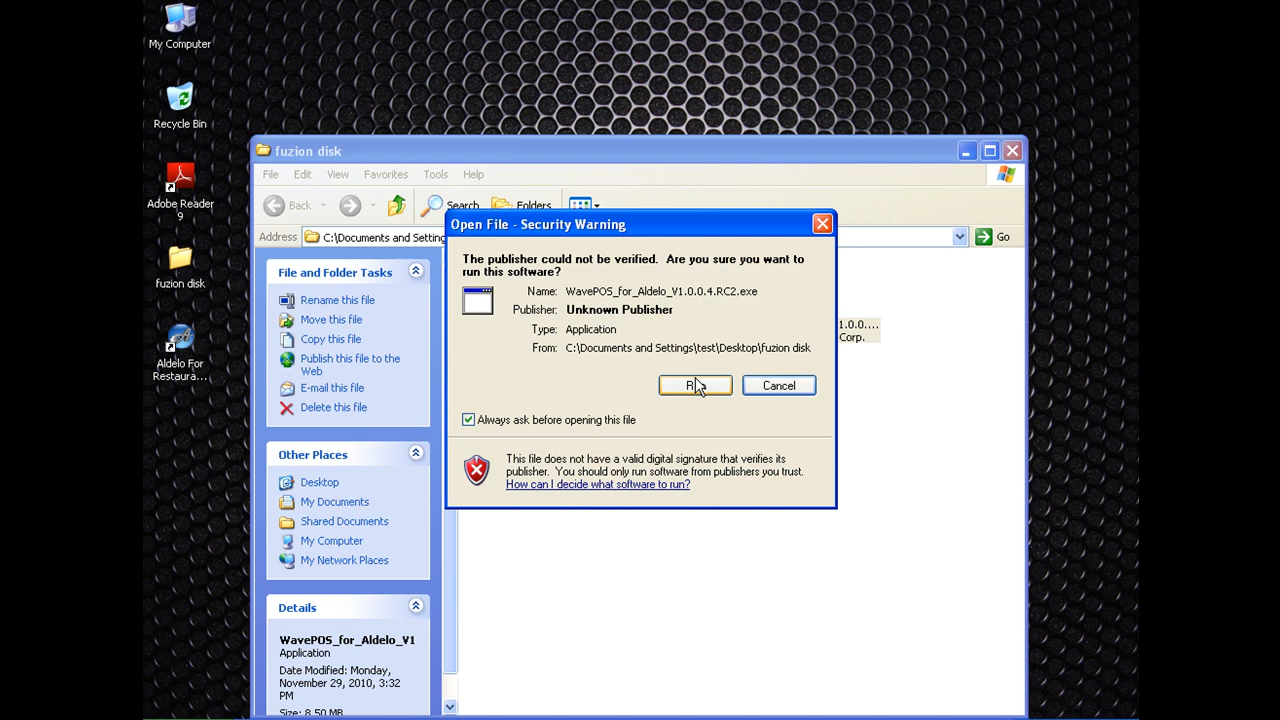 My Computer
Recycle Bin
Adobe Reader
9
fuzion disk
Aldelo For
Restaura...
fuzion disk
File Edit View Favorites Tools Help
Back Search Folders
Address C:\Documents and Setting Go
File and Folder Tasks
Rename this file
Move this file
Copy this file
Publish this file to the
Web
E-mail this file
Delete this file
Other Places
Desktop
My Documents
Shared Documents
My Computer
My Network Places
Details
WavePOS_for_Aldelo_V1
Application
Date Modified: Monday,
November 29, 2010, 3:32
PM
Size: 8.50 MB
1.0.0....
Corp.
Open File - Security Warning
The publisher could not be verified. Are you sure you want to
run this software?
Name: WavePOS_for_Aldelo_V1.0.0.4.RC2.exe
Publisher: Unknown Publisher
Type: Application
From: C:\Documents and Settings\test\Desktop\fuzion disk
Run Cancel
Always ask before opening this file
This file does not have a valid digital signature that verifies its
publisher. You should only run software from publishers you trust.
How can I decide what software to run?